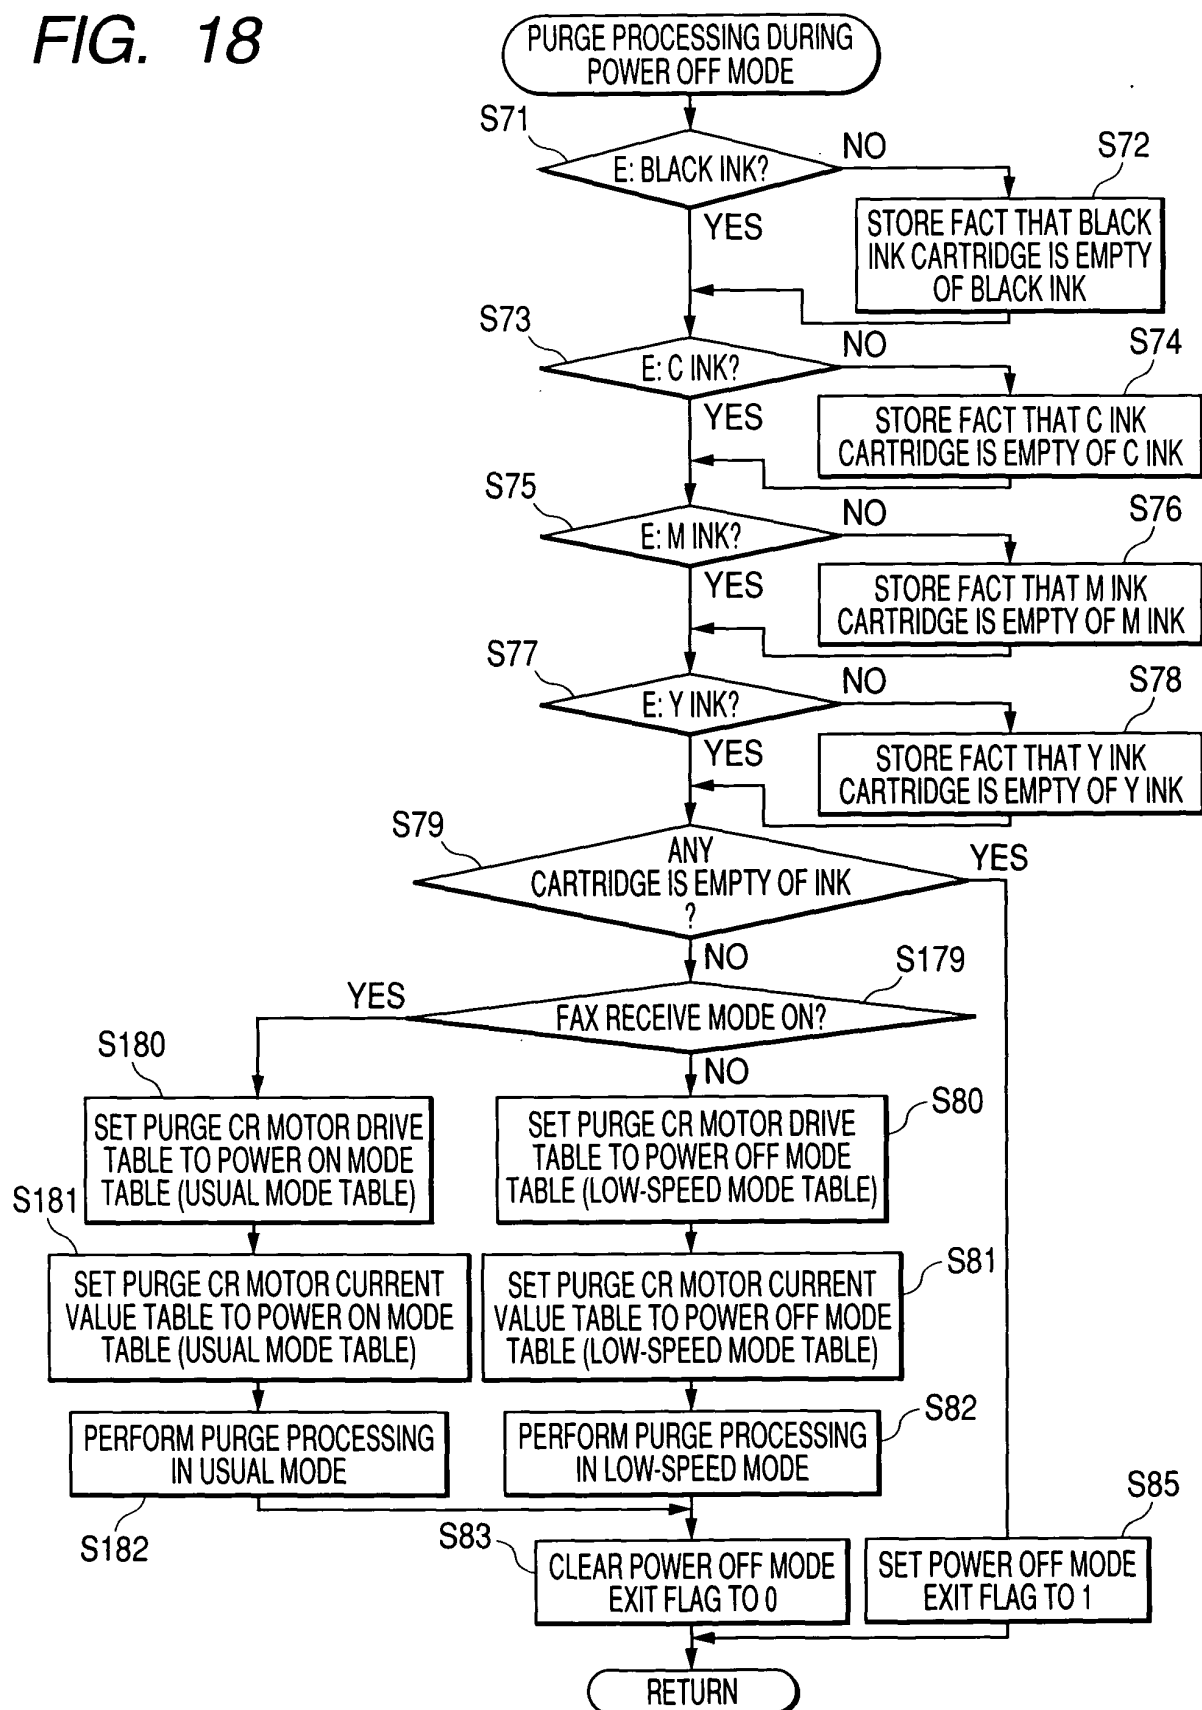 FIG. 18
PURGE PROCESSING DURING
POWER OFF MODE
S71
E: BLACK INK?
NO
YES
S72
STORE FACT THAT BLACK
INK CARTRIDGE IS EMPTY
OF BLACK INK
S73
E: C INK?
NO
YES
S74
STORE FACT THAT C INK
CARTRIDGE IS EMPTY OF C INK
S75
E: M INK?
NO
YES
S76
STORE FACT THAT M INK
CARTRIDGE IS EMPTY OF M INK
S77
E: Y INK?
NO
YES
S78
STORE FACT THAT Y INK
CARTRIDGE IS EMPTY OF Y INK
S79
ANY
CARTRIDGE IS EMPTY OF INK
?
YES
NO
S179
FAX RECEIVE MODE ON?
YES
NO
S180
SET PURGE CR MOTOR DRIVE
TABLE TO POWER ON MODE
TABLE (USUAL MODE TABLE)
S80
SET PURGE CR MOTOR DRIVE
TABLE TO POWER OFF MODE
TABLE (LOW-SPEED MODE TABLE)
S181
SET PURGE CR MOTOR CURRENT
VALUE TABLE TO POWER ON MODE
TABLE (USUAL MODE TABLE)
S81
SET PURGE CR MOTOR CURRENT
VALUE TABLE TO POWER OFF MODE
TABLE (LOW-SPEED MODE TABLE)
PERFORM PURGE PROCESSING
IN USUAL MODE
S182
S82
PERFORM PURGE PROCESSING
IN LOW-SPEED MODE
S83
CLEAR POWER OFF MODE
EXIT FLAG TO 0
S85
SET POWER OFF MODE
EXIT FLAG TO 1
RETURN